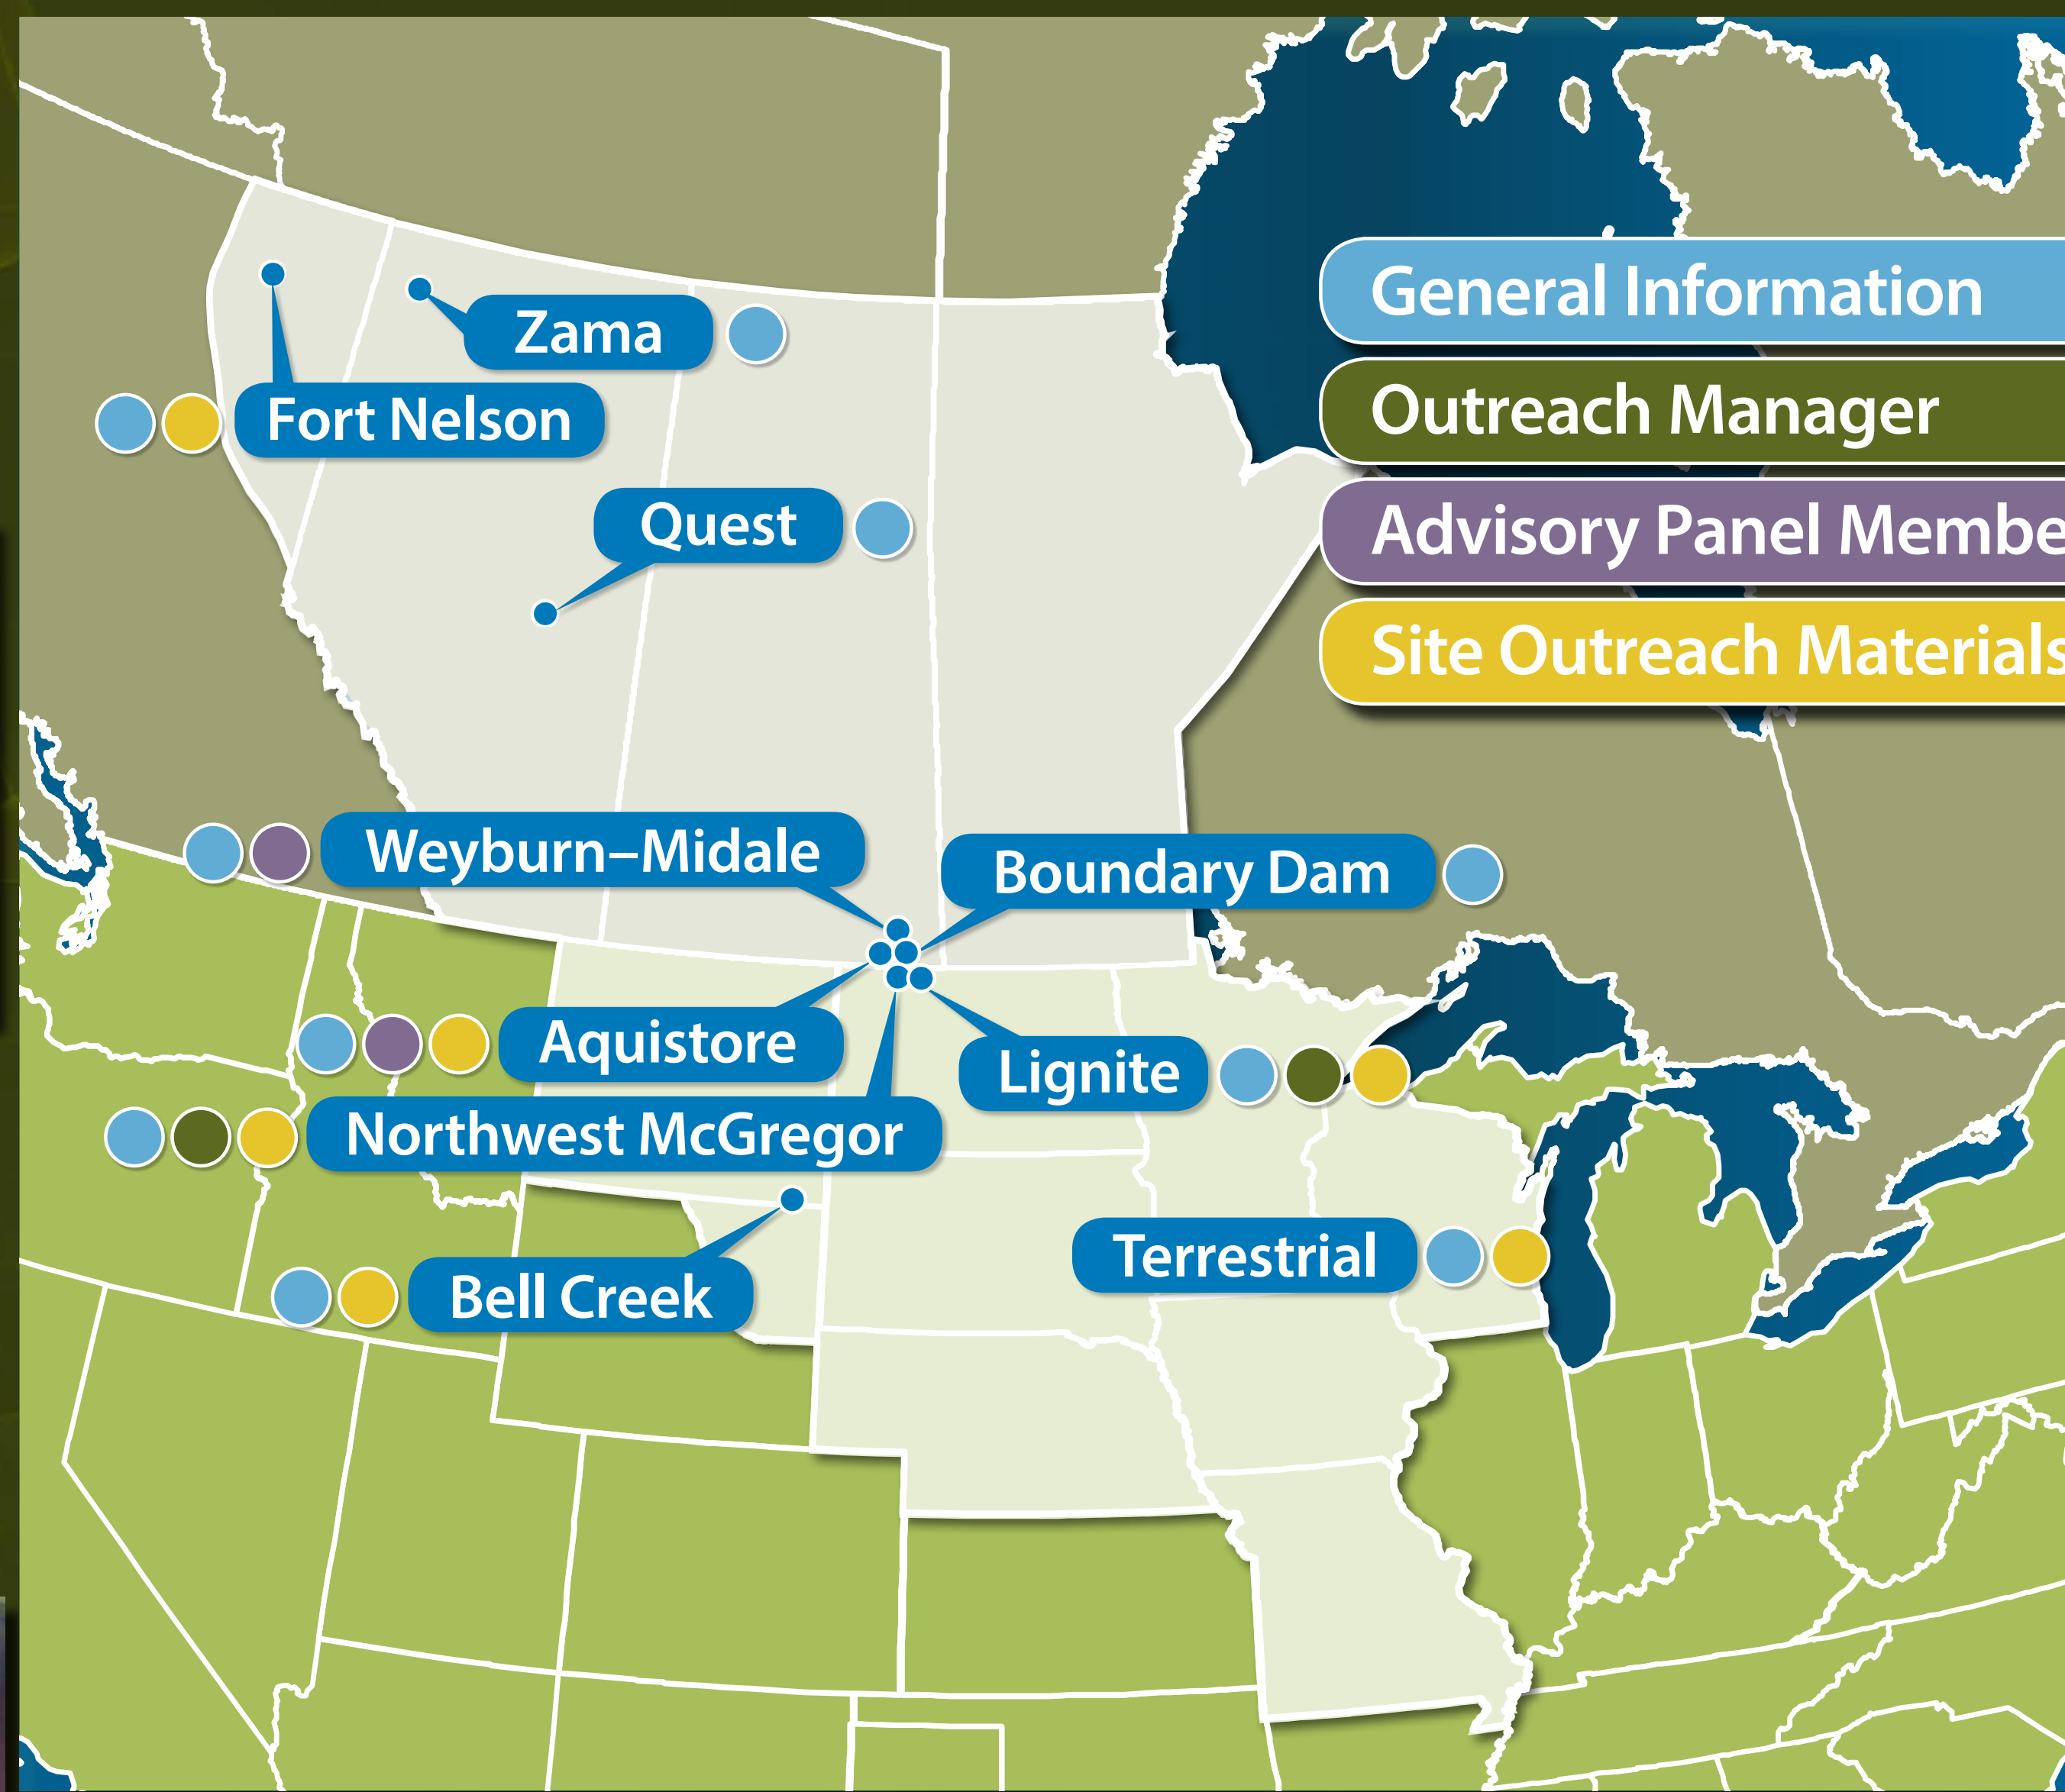 General Information
Zama
Outreach Manager
Fort Nelson
Quest
Advisory Panel Membe
Site Outreach Materials
Weyburn–Midale
Boundary Dam
Aquistore
Lignite
Northwest McGregor
Terrestrial
Bell Creek